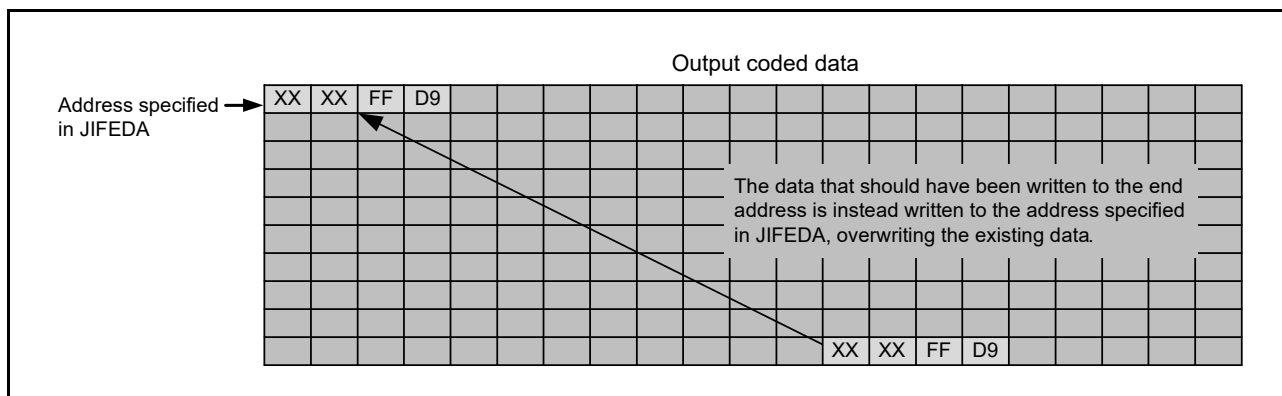 Output coded data
Address specified
in JIFEDA
XX XX FF D9
The data that should have been written to the end
address is instead written to the address specified
in JIFEDA, overwriting the existing data.
XX XX FF D9